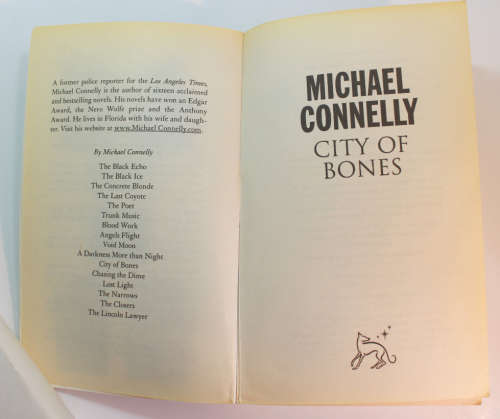 A former police reporter for the Los Angeles Times,
Michael Connelly is the author of sixteen acclaimed
and bestselling novels. His novels have won an Edgar
Award, the Nero Wolfe prize and the Anthony
Award. He lives in Florida with his wife and daugh-
ter. Visit his website at www.Michael Connelly.com.
By Michael Connelly
The Black Echo
The Black Ice
The Concrete Blonde
The Last Coyote
The Poet
Trunk Music
Blood Work
Angels Flight
Void Moon
A Darkness More than Night
City of Bones
Chasing the Dime
Lost Light
The Narrows
The Closers
The Lincoln Lawyer
MICHAEL
CONNELLY
CITY OF
BONES